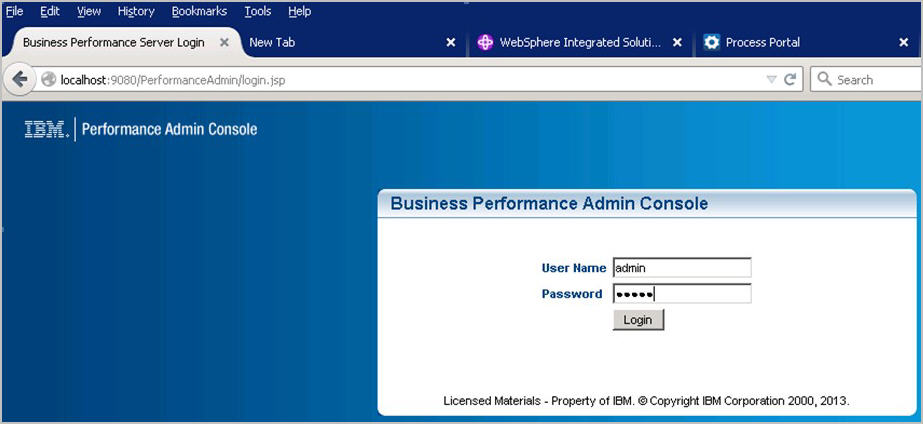 File Edit View History Bookmarks Tools Help
Business Performance Server Login × New Tab × WebSphere Integrated Soluti... × Process Portal ×
localhost:9080/PerformanceAdmin/login.jsp Search
IBM. Performance Admin Console
Business Performance Admin Console
User Name admin
Password •••••
Login
Licensed Materials - Property of IBM. © Copyright IBM Corporation 2000, 2013.